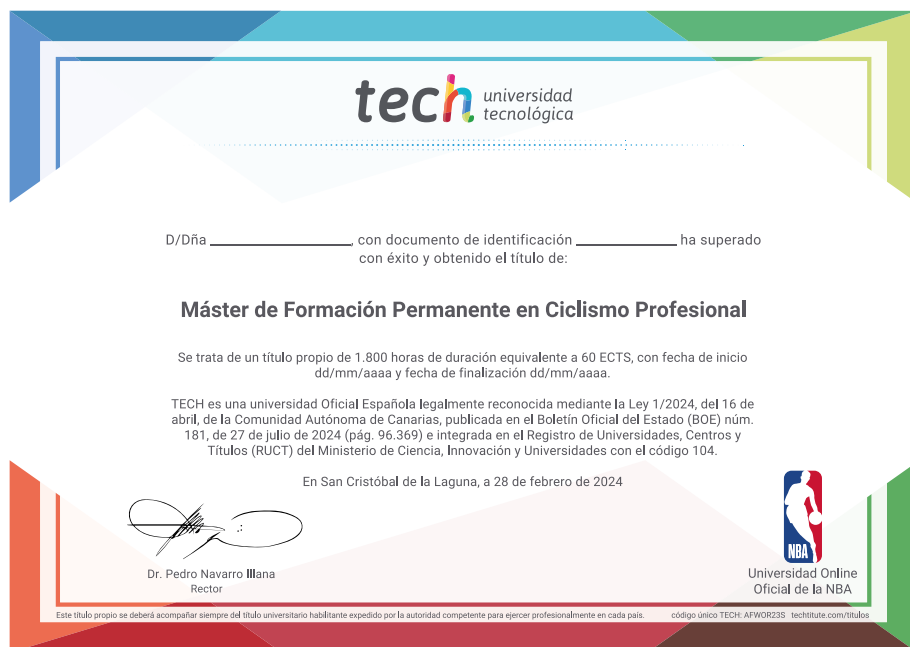 tech universidad
tecnológica
D/Dña ______________, con documento de identificación __________ ha superado
con éxito y obtenido el título de:
Máster de Formación Permanente en Ciclismo Profesional
Se trata de un título propio de 1.800 horas de duración equivalente a 60 ECTS, con fecha de inicio
dd/mm/aaaa y fecha de finalización dd/mm/aaaa.
TECH es una universidad Oficial Española legalmente reconocida mediante la Ley 1/2024, del 16 de
abril, de la Comunidad Autónoma de Canarias, publicada en el Boletín Oficial del Estado (BOE) núm.
181, de 27 de julio de 2024 (pág. 96.369) e integrada en el Registro de Universidades, Centros y
Títulos (RUCT) del Ministerio de Ciencia, Innovación y Universidades con el código 104.
En San Cristóbal de la Laguna, a 28 de febrero de 2024
NBA
Dr. Pedro Navarro Illana
Rector
Universidad Online
Oficial de la NBA
Este título propio se deberá acompañar siempre del título universitario habilitante expedido por la autoridad competente para ejercer profesionalmente en cada país. código único TECH: AFWOR23S techtitute.com/titulos